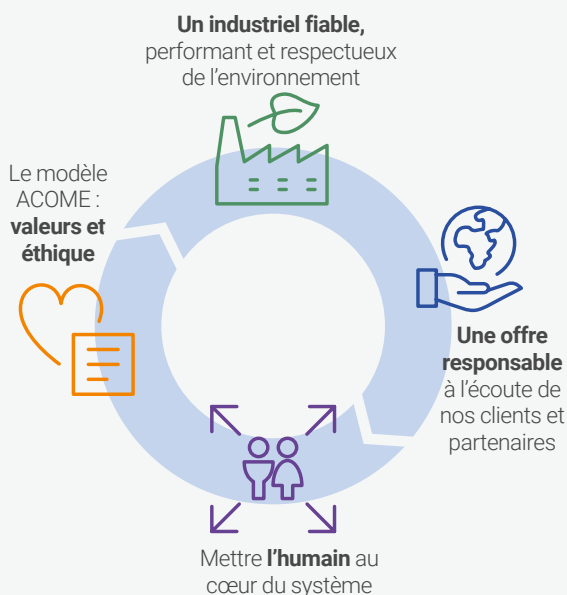 Un industriel fiable,
performant et respectueux
de l’environnement
Le modèle
ACOME :
valeurs et
éthique
Une offre
responsable
à l’écoute de
nos clients et
partenaires
Mettre l’humain au
cœur du système